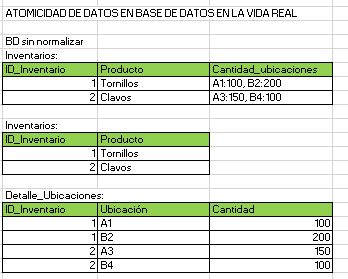 ATOMICIDAD DE DATOS EN BASE DE DATOS EN LA VIDA REAL
BD sin normalizar
Inventarios:
ID_Inventario Producto Cantidad_ubicaciones
1 Tornillos A1:100, B2:200
2 Clavos A3:150, B4:100
Inventarios:
ID_Inventario Producto
1 Tornillos
2 Clavos
Detalle_Ubicaciones:
ID_Inventario Ubicación Cantidad
1 A1 100
1 B2 200
2 A3 150
2 B4 100